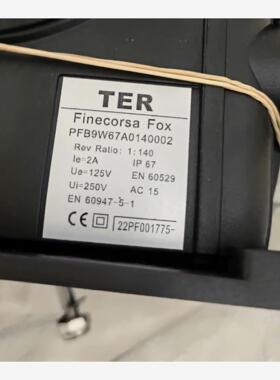 TER
Finecorsa Fox
PFB9W67A0140002
Rev Ratio: 1:140
Ie=2A IP 67
Ue=125V EN 60529
Ui=250V AC 15
EN 60947-5-1
22PF001775-